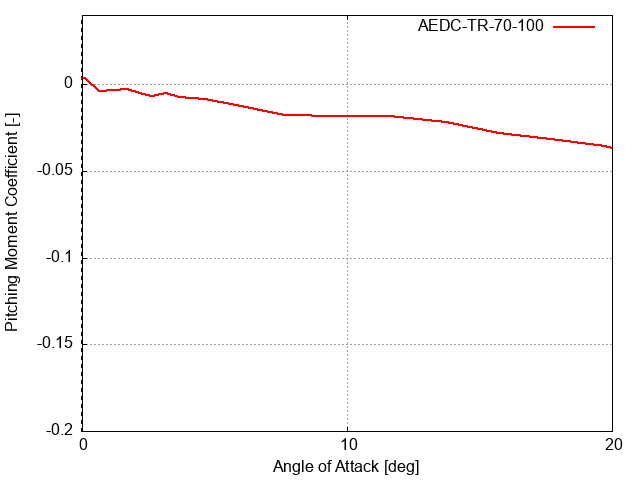 AEDC-TR-70-100
0
-0.05
-0.1
-0.15
-0.2
0
10
20
Pitching Moment Coefficient [-]
Angle of Attack [deg]